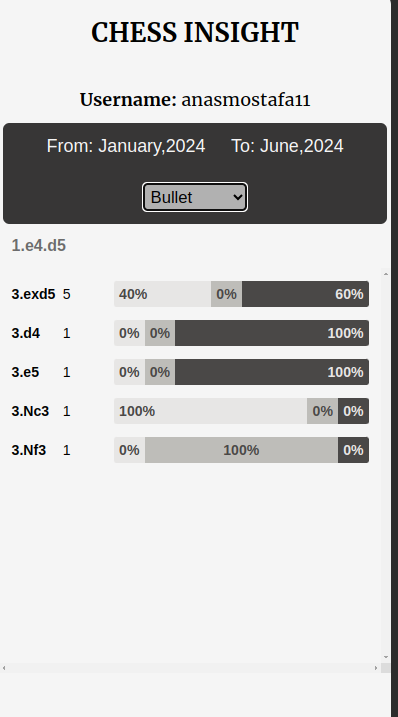 CHESS INSIGHT
Username: anasmostafa11
From: January,2024 To: June,2024
Bullet
1.e4.d5
3.exd5 5 40% 0% 60%
3.d4 1 0% 0% 100%
3.e5 1 0% 0% 100%
3.Nc3 1 100% 0% 0%
3.Nf3 1 0% 100% 0%